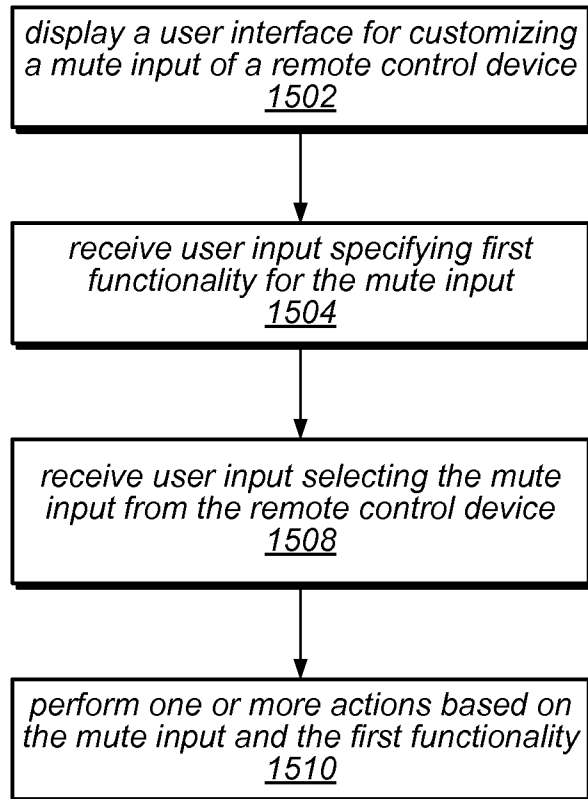 display a user interface for customizing
a mute input of a remote control device
1502
receive user input specifying first
functionality for the mute input
1504
receive user input selecting the mute
input from the remote control device
1508
perform one or more actions based on
the mute input and the first functionality
1510